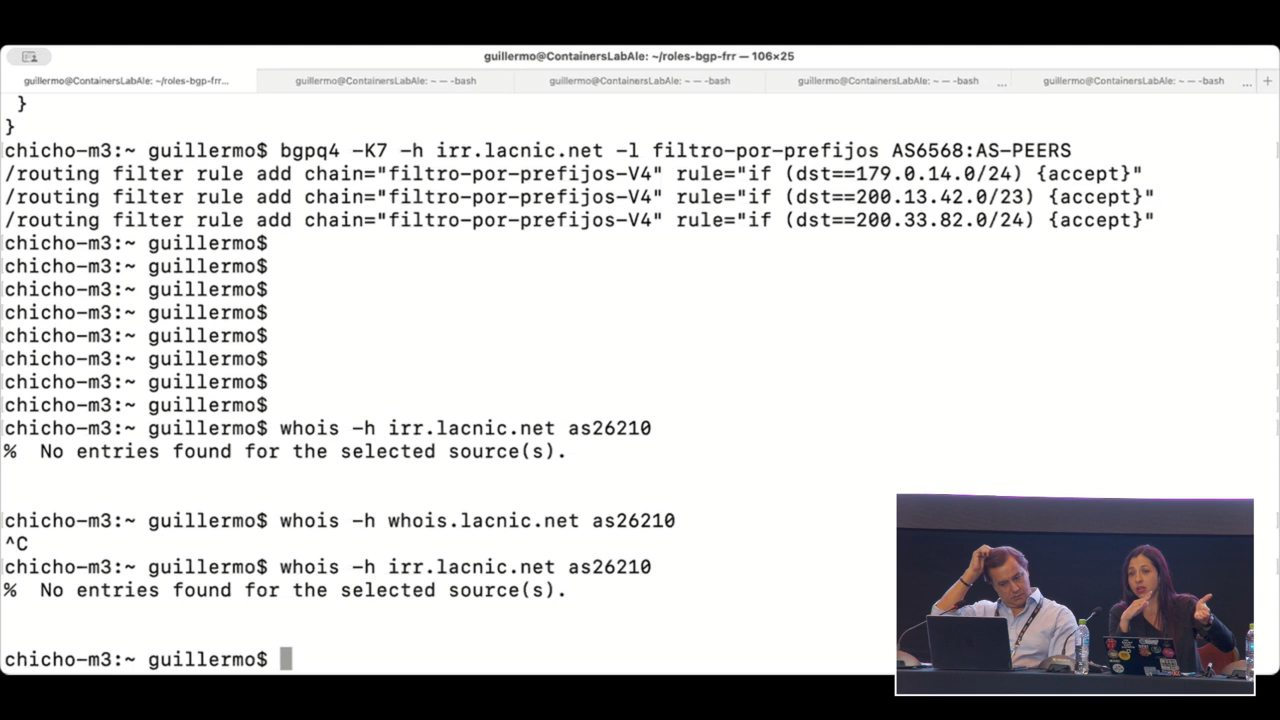 guillermo@ContainersLabAle: ~/roles-bgp-frr — 106×25
guillermo@ContainersLabAle: ~/roles-bgp-frr... guillermo@ContainersLabAle: ~ — -bash guillermo@ContainersLabAle: ~ — -bash guillermo@ContainersLabAle: ~ — -bash ... guillermo@ContainersLabAle: ~ — -bash ... +
}
}
chicho-m3:~ guillermo$ bgpq4 -K7 -h irr.lacnic.net -l filtro-por-prefijos AS6568:AS-PEERS
/routing filter rule add chain="filtro-por-prefijos-V4" rule="if (dst==179.0.14.0/24) {accept}"
/routing filter rule add chain="filtro-por-prefijos-V4" rule="if (dst==200.13.42.0/23) {accept}"
/routing filter rule add chain="filtro-por-prefijos-V4" rule="if (dst==200.33.82.0/24) {accept}"
chicho-m3:~ guillermo$
chicho-m3:~ guillermo$
chicho-m3:~ guillermo$
chicho-m3:~ guillermo$
chicho-m3:~ guillermo$
chicho-m3:~ guillermo$
chicho-m3:~ guillermo$
chicho-m3:~ guillermo$
chicho-m3:~ guillermo$ whois -h irr.lacnic.net as26210
%  No entries found for the selected source(s).
chicho-m3:~ guillermo$ whois -h whois.lacnic.net as26210
^C
chicho-m3:~ guillermo$ whois -h irr.lacnic.net as26210
%  No entries found for the selected source(s).
chicho-m3:~ guillermo$